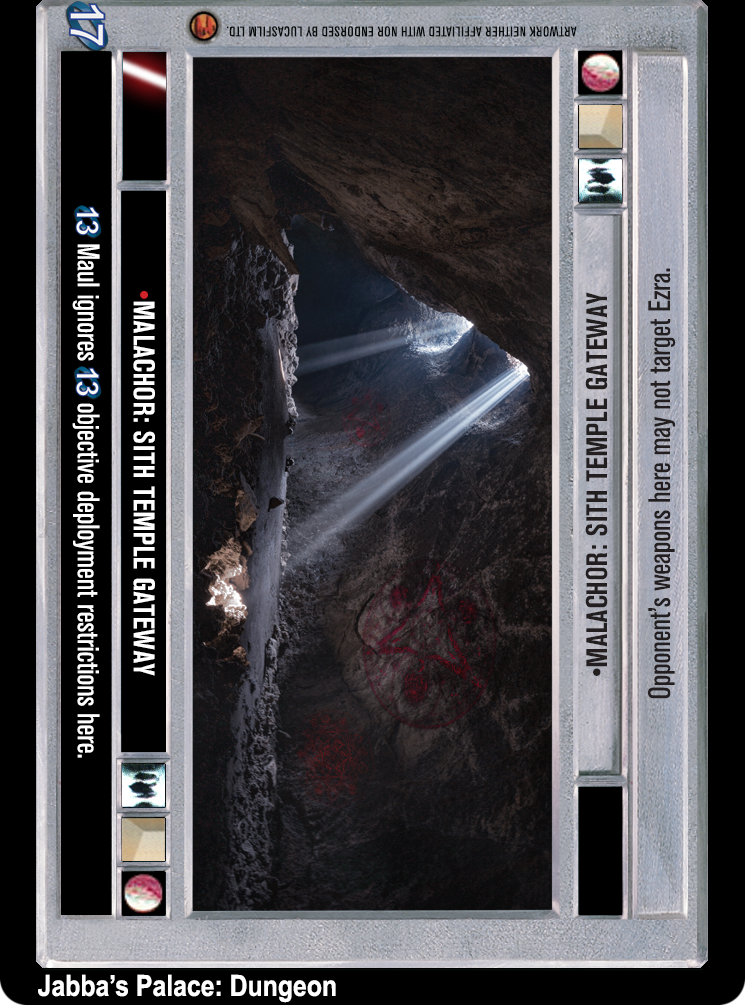 17
ARTWORK NEITHER AFFILIATED WITH NOR ENDORSED BY LUCASFILM LTD.
13 Maul ignores 13 objective deployment restrictions here.
•MALACHOR: SITH TEMPLE GATEWAY
•MALACHOR: SITH TEMPLE GATEWAY
Opponent's weapons here may not target Ezra.
Jabba's Palace: Dungeon